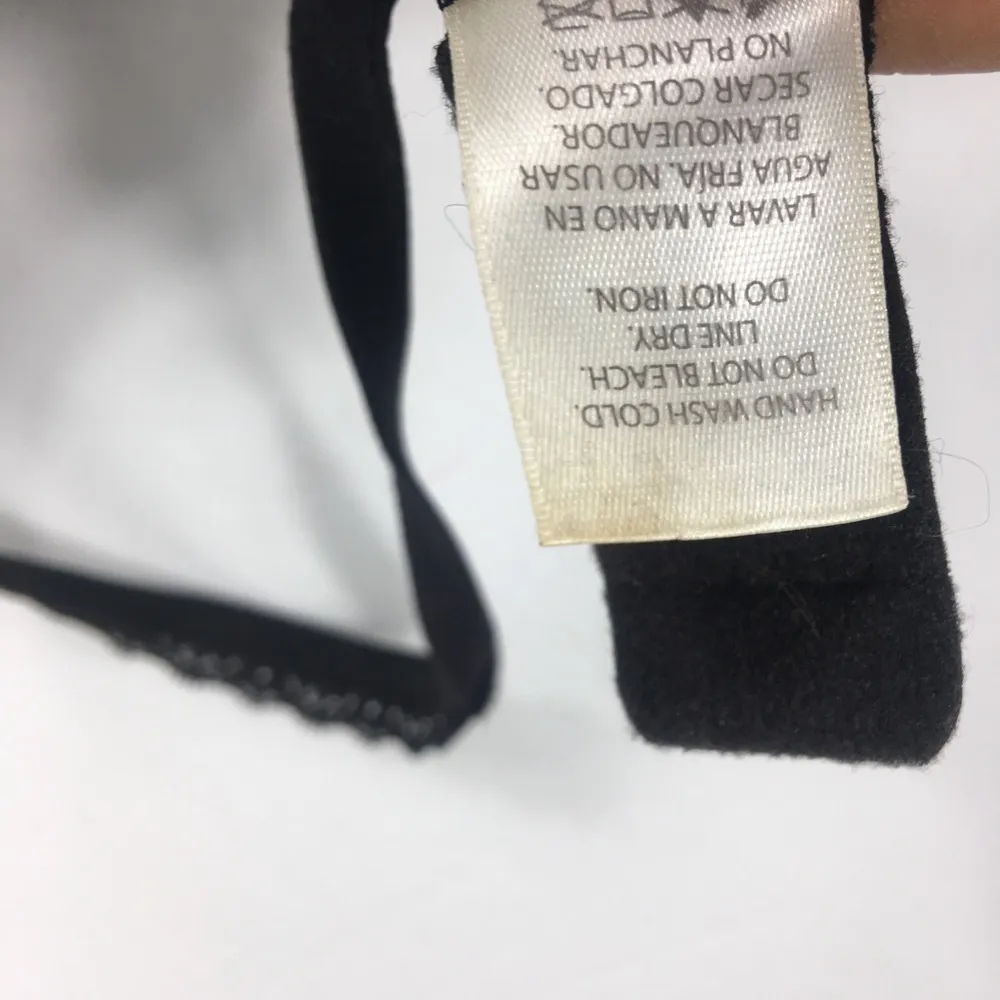 HAND WASH COLD.
DO NOT BLEACH.
LINE DRY.
DO NOT IRON.
LAVAR A MANO EN
AGUA FRÍA. NO USAR
BLANQUEADOR.
SECAR COLGADO.
NO PLANCHAR.